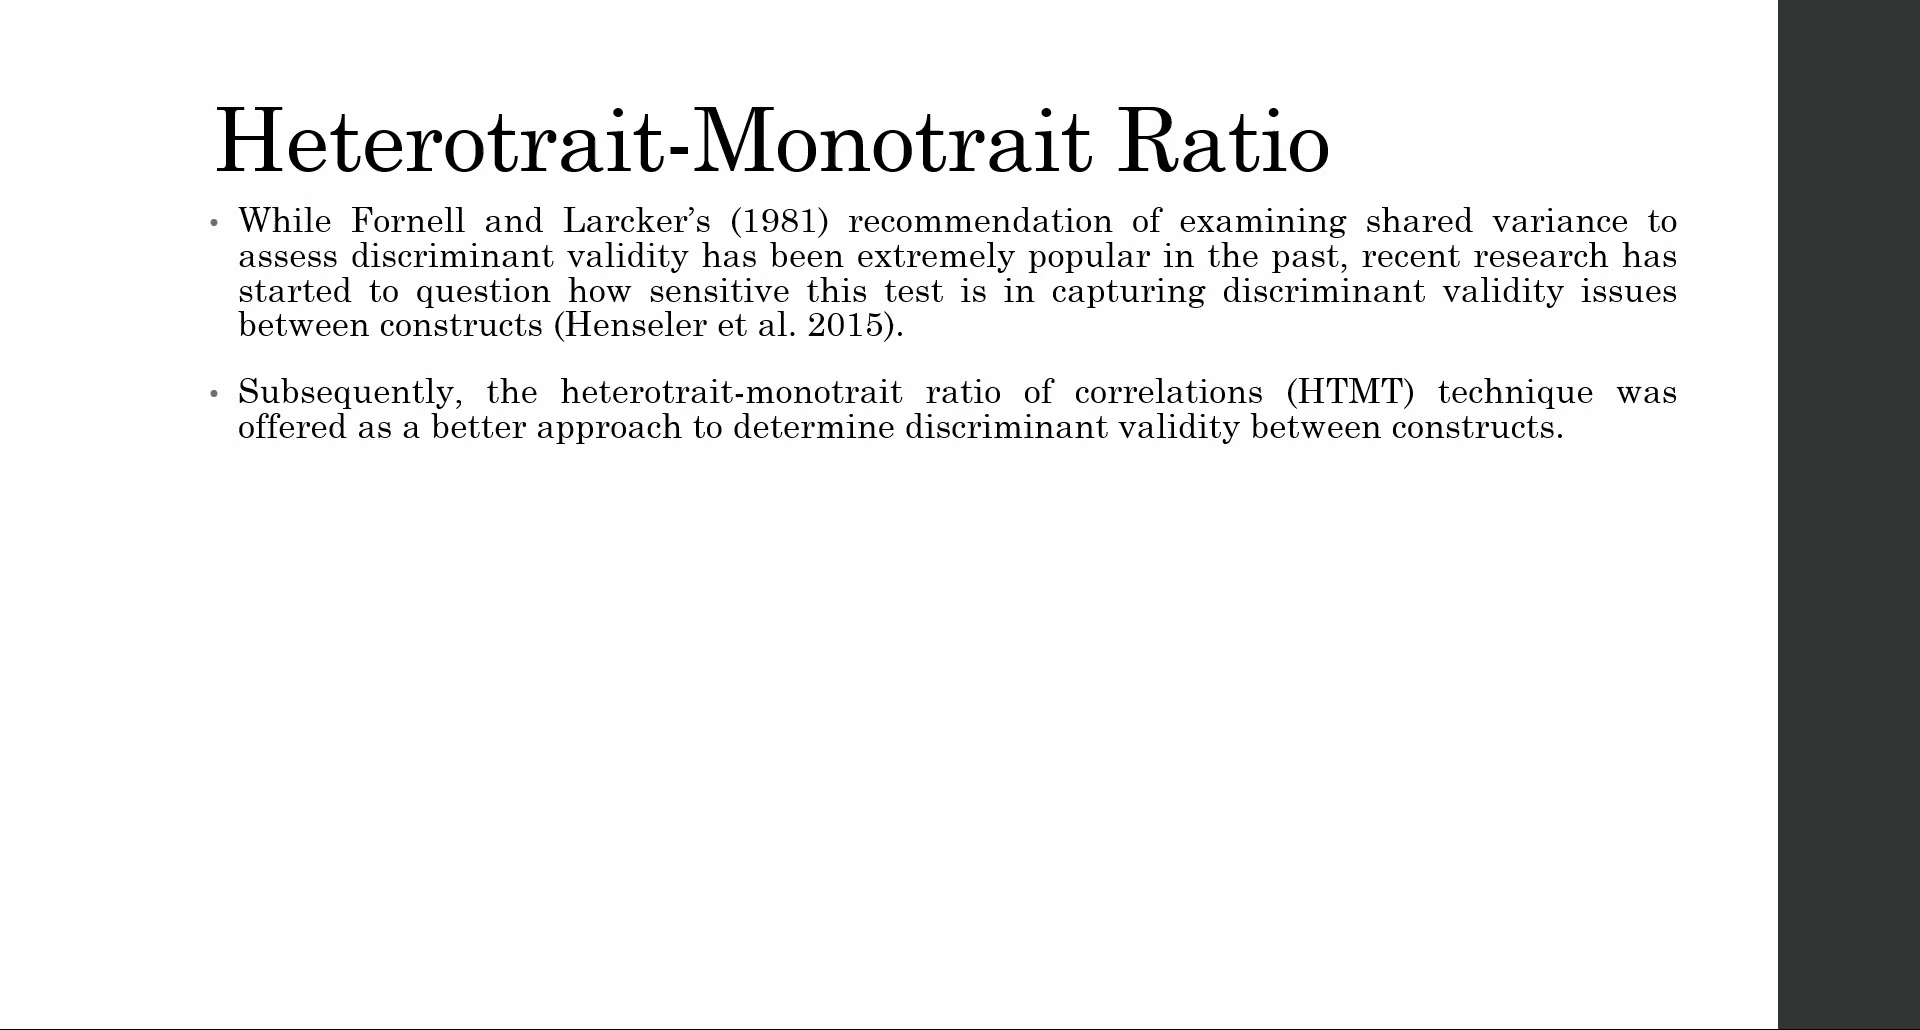 Heterotrait-Monotrait Ratio
• While Fornell and Larcker’s (1981) recommendation of examining shared variance to
assess discriminant validity has been extremely popular in the past, recent research has
started to question how sensitive this test is in capturing discriminant validity issues
between constructs (Henseler et al. 2015).
• Subsequently, the heterotrait-monotrait ratio of correlations (HTMT) technique was
offered as a better approach to determine discriminant validity between constructs.